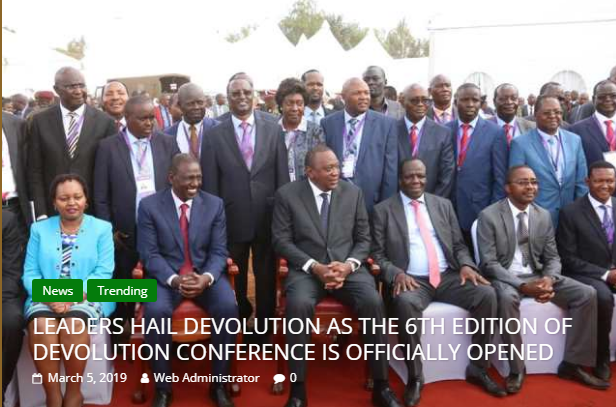 News Trending
LEADERS HAIL DEVOLUTION AS THE 6TH EDITION OF
DEVOLUTION CONFERENCE IS OFFICIALLY OPENED
March 5, 2019 Web Administrator 0